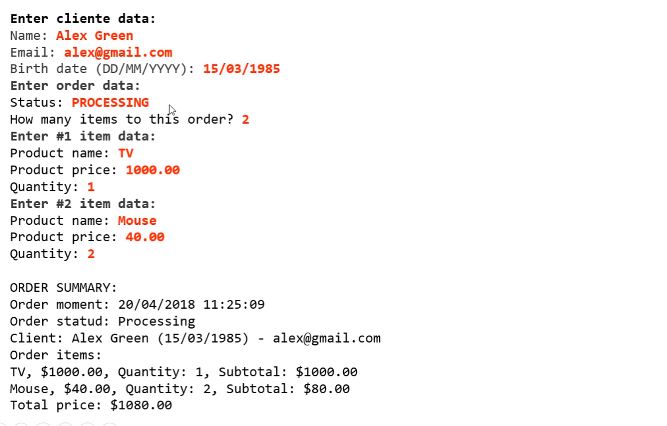 Enter cliente data:
Name: Alex Green
Email: alex@gmail.com
Birth date (DD/MM/YYYY): 15/03/1985
Enter order data:
Status: PROCESSING
How many items to this order? 2
Enter #1 item data:
Product name: TV
Product price: 1000.00
Quantity: 1
Enter #2 item data:
Product name: Mouse
Product price: 40.00
Quantity: 2
ORDER SUMMARY:
Order moment: 20/04/2018 11:25:09
Order statud: Processing
Client: Alex Green (15/03/1985) - alex@gmail.com
Order items:
TV, $1000.00, Quantity: 1, Subtotal: $1000.00
Mouse, $40.00, Quantity: 2, Subtotal: $80.00
Total price: $1080.00